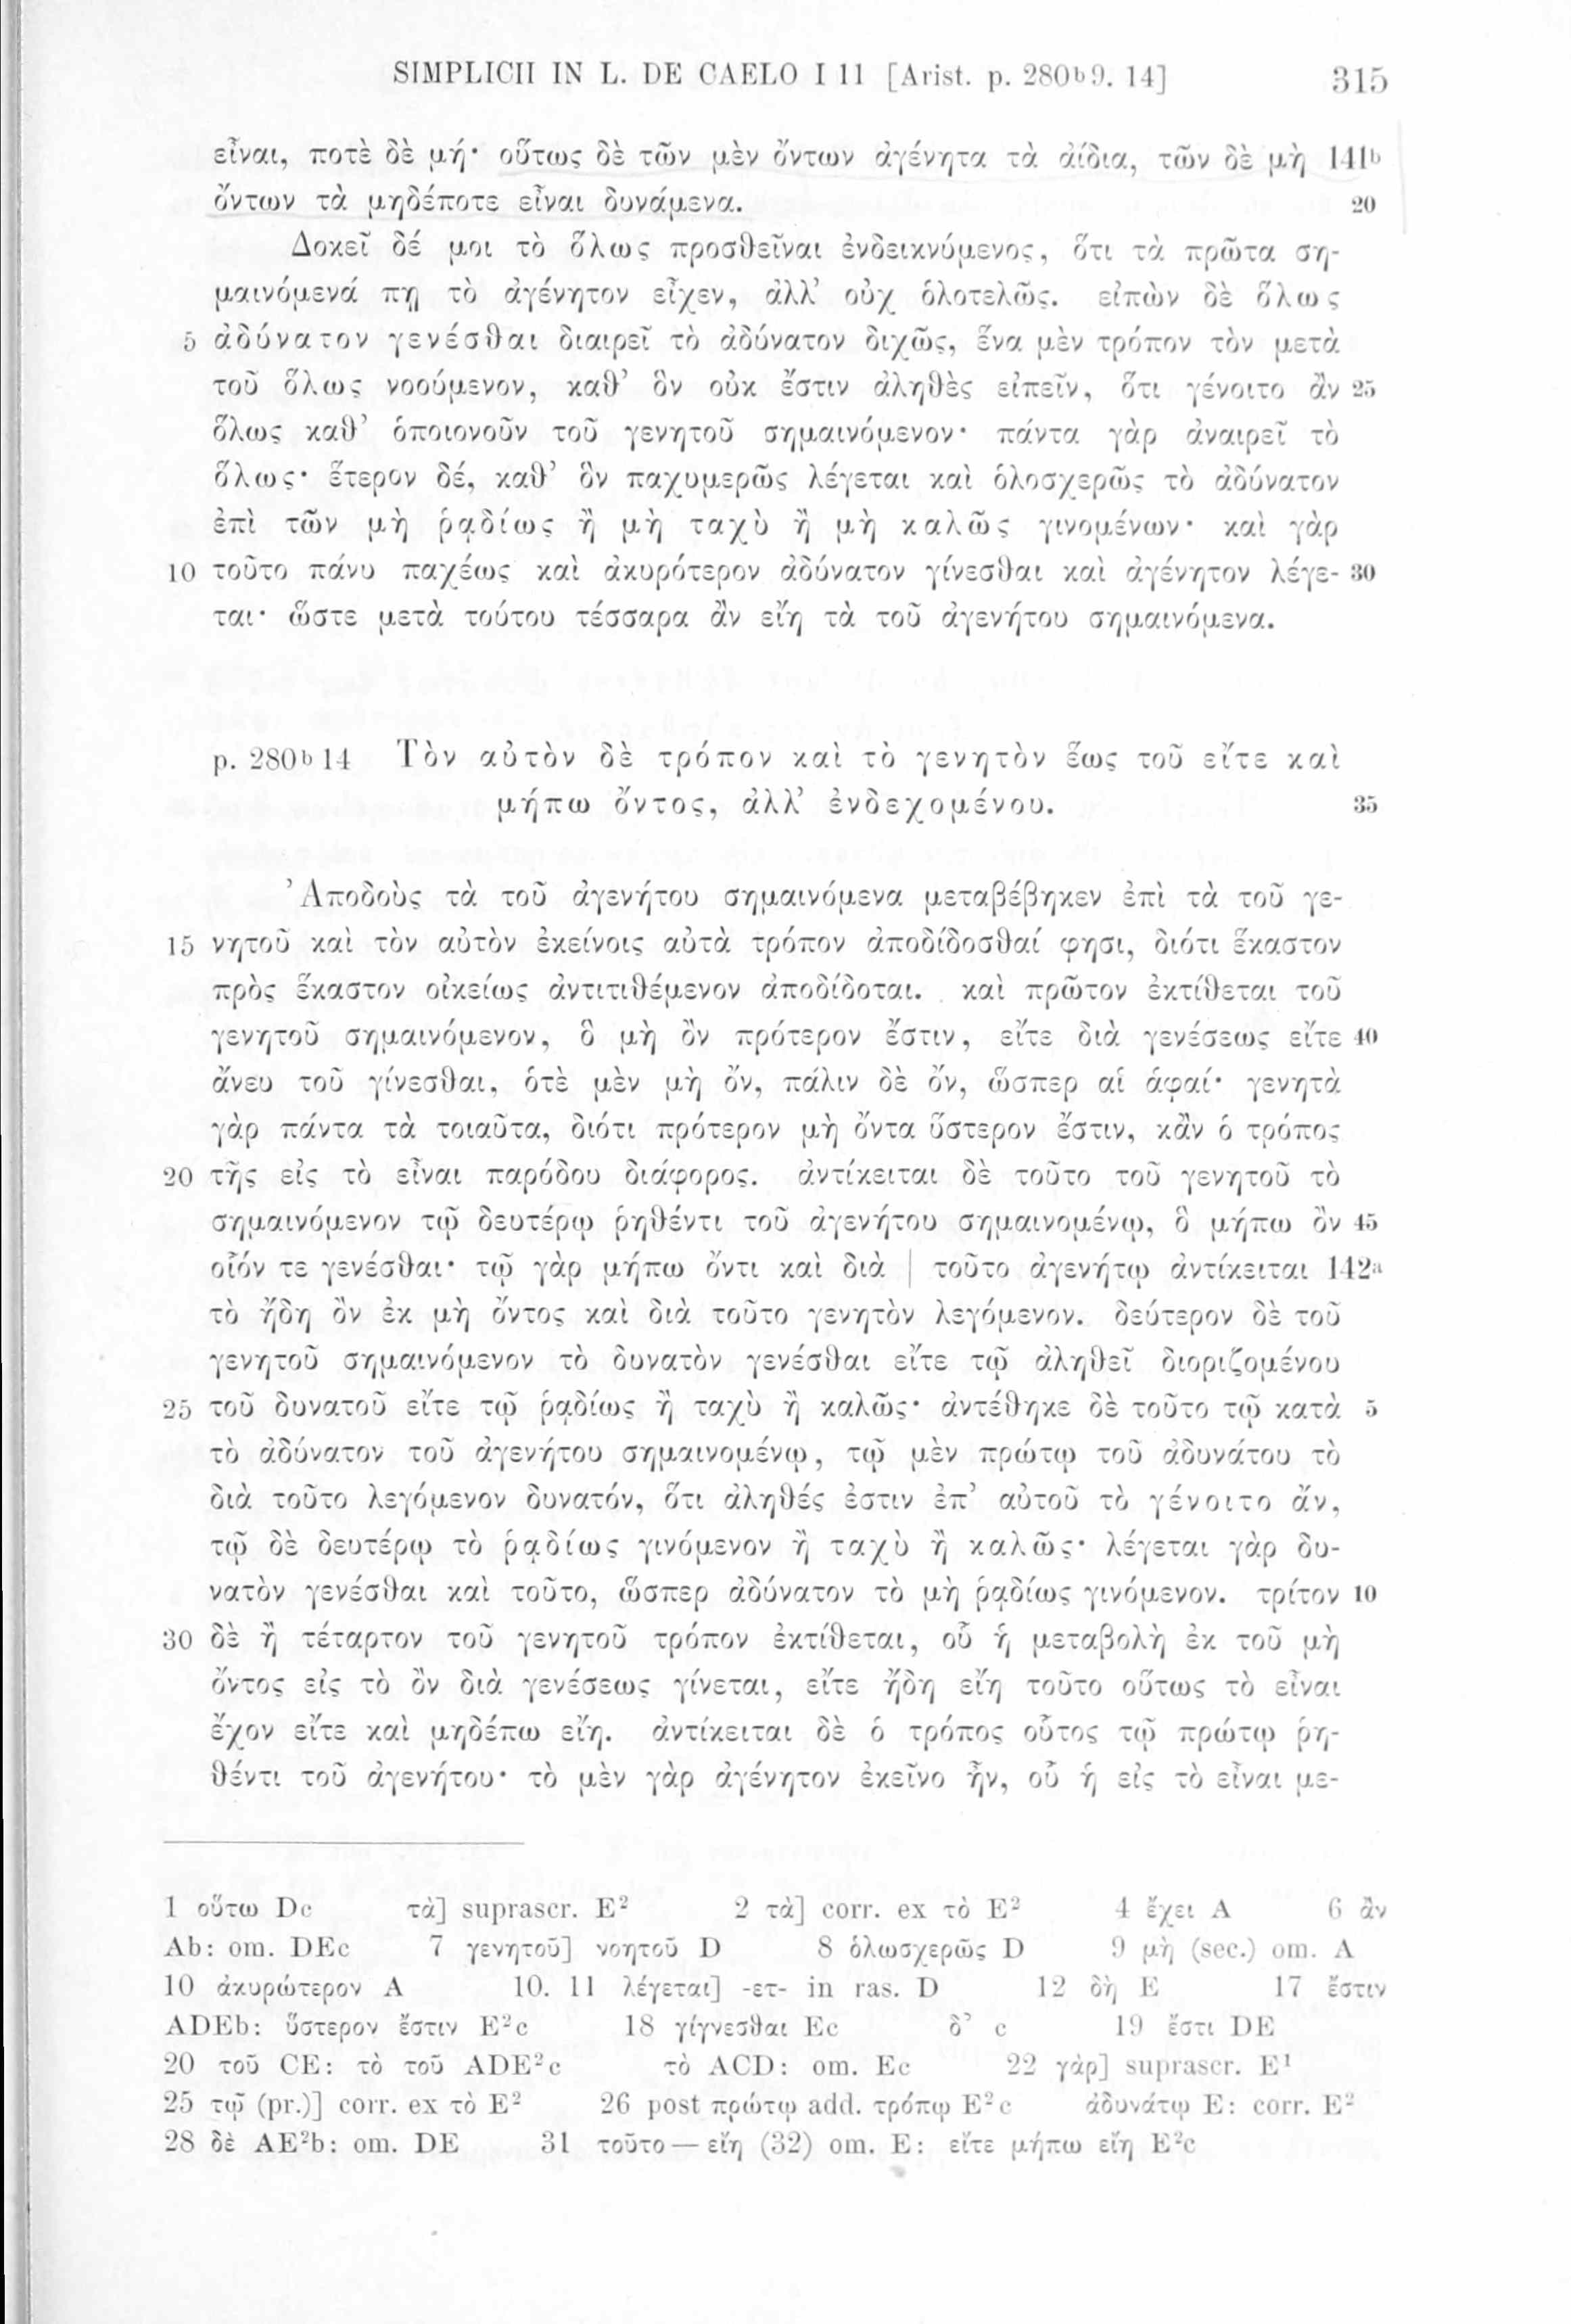 SIMPLICII IN L. DE CAELO I 11 [Arist. p. 280ᵇ9. 14] 315
εἶναι, ποτὲ δὲ μή· οὕτως δὲ τῶν μὲν ὄντων ἀγένητα τὰ ἀίδια, τῶν δὲ μὴ 141ᵇ
ὄντων τὰ μηδέποτε εἶναι δυνάμενα. 20
Δοκεῖ δέ μοι τὸ ὅλως προσθεῖναι ἐνδεικνύμενος, ὅτι τὰ πρῶτα ση-
μαινόμενά πῃ τὸ ἀγένητον εἶχεν, ἀλλ’ οὐχ ὁλοτελῶς. εἰπὼν δὲ ὅλως
5 ἀδύνατον γενέσθαι διαιρεῖ τὸ ἀδύνατον διχῶς, ἕνα μὲν τρόπον τὸν μετὰ
τοῦ ὅλως νοούμενον, καθ’ ὃν οὐκ ἔστιν ἀληθὲς εἰπεῖν, ὅτι γένοιτο ἂν 25
ὅλως καθ’ ὁποιονοῦν τοῦ γενητοῦ σημαινόμενον· πάντα γὰρ ἀναιρεῖ τὸ
ὅλως· ἕτερον δέ, καθ’ ὃν παχυμερῶς λέγεται καὶ ὁλοσχερῶς τὸ ἀδύνατον
ἐπὶ τῶν μὴ ῥᾳδίως ἢ μὴ ταχὺ ἢ μὴ καλῶς γινομένων· καὶ γὰρ
10 τοῦτο πάνυ παχέως καὶ ἀκυρότερον ἀδύνατον γίνεσθαι καὶ ἀγένητον λέγε- 30
ται· ὥστε μετὰ τούτου τέσσαρα ἂν εἴη τὰ τοῦ ἀγενήτου σημαινόμενα.
p. 280ᵇ14 Τὸν αὐτὸν δὲ τρόπον καὶ τὸ γενητὸν ἕως τοῦ εἴτε καὶ
μήπω ὄντος, ἀλλ’ ἐνδεχομένου. 35
Ἀποδοὺς τὰ τοῦ ἀγενήτου σημαινόμενα μεταβέβηκεν ἐπὶ τὰ τοῦ γε-
15 νητοῦ καὶ τὸν αὐτὸν ἐκείνοις αὐτὰ τρόπον ἀποδίδοσθαί φησι, διότι ἕκαστον
πρὸς ἕκαστον οἰκείως ἀντιτιθέμενον ἀποδίδοται. καὶ πρῶτον ἐκτίθεται τοῦ
γενητοῦ σημαινόμενον, ὃ μὴ ὂν πρότερον ἔστιν, εἴτε διὰ γενέσεως εἴτε 40
ἄνευ τοῦ γίνεσθαι, ὁτὲ μὲν μὴ ὄν, πάλιν δὲ ὄν, ὥσπερ αἱ ἁφαί· γενητὰ
γὰρ πάντα τὰ τοιαῦτα, διότι πρότερον μὴ ὄντα ὕστερον ἔστιν, κἂν ὁ τρόπος
20 τῆς εἰς τὸ εἶναι παρόδου διάφορος. ἀντίκειται δὲ τοῦτο τοῦ γενητοῦ τὸ
σημαινόμενον τῷ δευτέρῳ ῥηθέντι τοῦ ἀγενήτου σημαινομένῳ, ὃ μήπω ὂν 45
οἷόν τε γενέσθαι· τῷ γὰρ μήπω ὄντι καὶ διὰ | τοῦτο ἀγενήτῳ ἀντίκειται 142ᵃ
τὸ ἤδη ὂν ἐκ μὴ ὄντος καὶ διὰ τοῦτο γενητὸν λεγόμενον. δεύτερον δὲ τοῦ
γενητοῦ σημαινόμενον τὸ δυνατὸν γενέσθαι εἴτε τῷ ἀληθεῖ διοριζομένου
25 τοῦ δυνατοῦ εἴτε τῷ ῥᾳδίως ἢ ταχὺ ἢ καλῶς· ἀντέθηκε δὲ τοῦτο τῷ κατὰ 5
τὸ ἀδύνατον τοῦ ἀγενήτου σημαινομένῳ, τῷ μὲν πρώτῳ τοῦ ἀδυνάτου τὸ
διὰ τοῦτο λεγόμενον δυνατόν, ὅτι ἀληθές ἐστιν ἐπ’ αὐτοῦ τὸ γένοιτο ἄν,
τῷ δὲ δευτέρῳ τὸ ῥᾳδίως γινόμενον ἢ ταχὺ ἢ καλῶς· λέγεται γὰρ δυ-
νατὸν γενέσθαι καὶ τοῦτο, ὥσπερ ἀδύνατον τὸ μὴ ῥᾳδίως γινόμενον. τρίτον 10
30 δὲ ἢ τέταρτον τοῦ γενητοῦ τρόπον ἐκτίθεται, οὗ ἡ μεταβολὴ ἐκ τοῦ μὴ
ὄντος εἰς τὸ ὂν διὰ γενέσεως γίνεται, εἴτε ἤδη εἴη τοῦτο οὕτως τὸ εἶναι
ἔχον εἴτε καὶ μηδέπω εἴη. ἀντίκειται δὲ ὁ τρόπος οὗτος τῷ πρώτῳ ῥη-
θέντι τοῦ ἀγενήτου· τὸ μὲν γὰρ ἀγένητον ἐκεῖνο ἦν, οὗ ἡ εἰς τὸ εἶναι με-
1 οὕτω Dc τὰ] suprascr. E² 2 τὰ] corr. ex τὸ E² 4 ἔχει A 6 ἂν
Ab: om. DEc 7 γενητοῦ] νοητοῦ D 8 ὁλωσχερῶς D 9 μὴ (sec.) om. A
10 ἀκυρώτερον A 10. 11 λέγεται] -ετ- in ras. D 12 δὴ E 17 ἔστιν
ADEb: ὕστερον ἔστιν E²c 18 γίγνεσθαι Ec δ’ c 19 ἔστι DE
20 τοῦ CE: τὸ τοῦ ADE²c τὸ ACD: om. Ec 22 γὰρ] suprascr. E¹
25 τῷ (pr.)] corr. ex τὸ E² 26 post πρώτῳ add. τρόπῳ E²c ἀδυνάτῳ E: corr. E²
28 δὲ AE²b: om. DE 31 τοῦτο — εἴη (32) om. E: εἴτε μήπω εἴη E²c